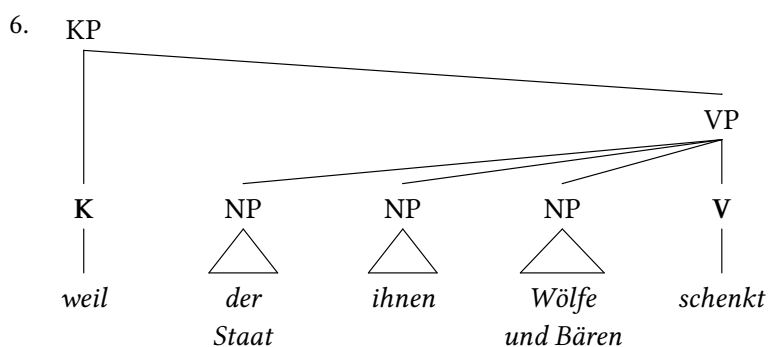 6. KP
VP
K NP NP NP V
weil der ihnen Wölfe schenkt
Staat und Bären